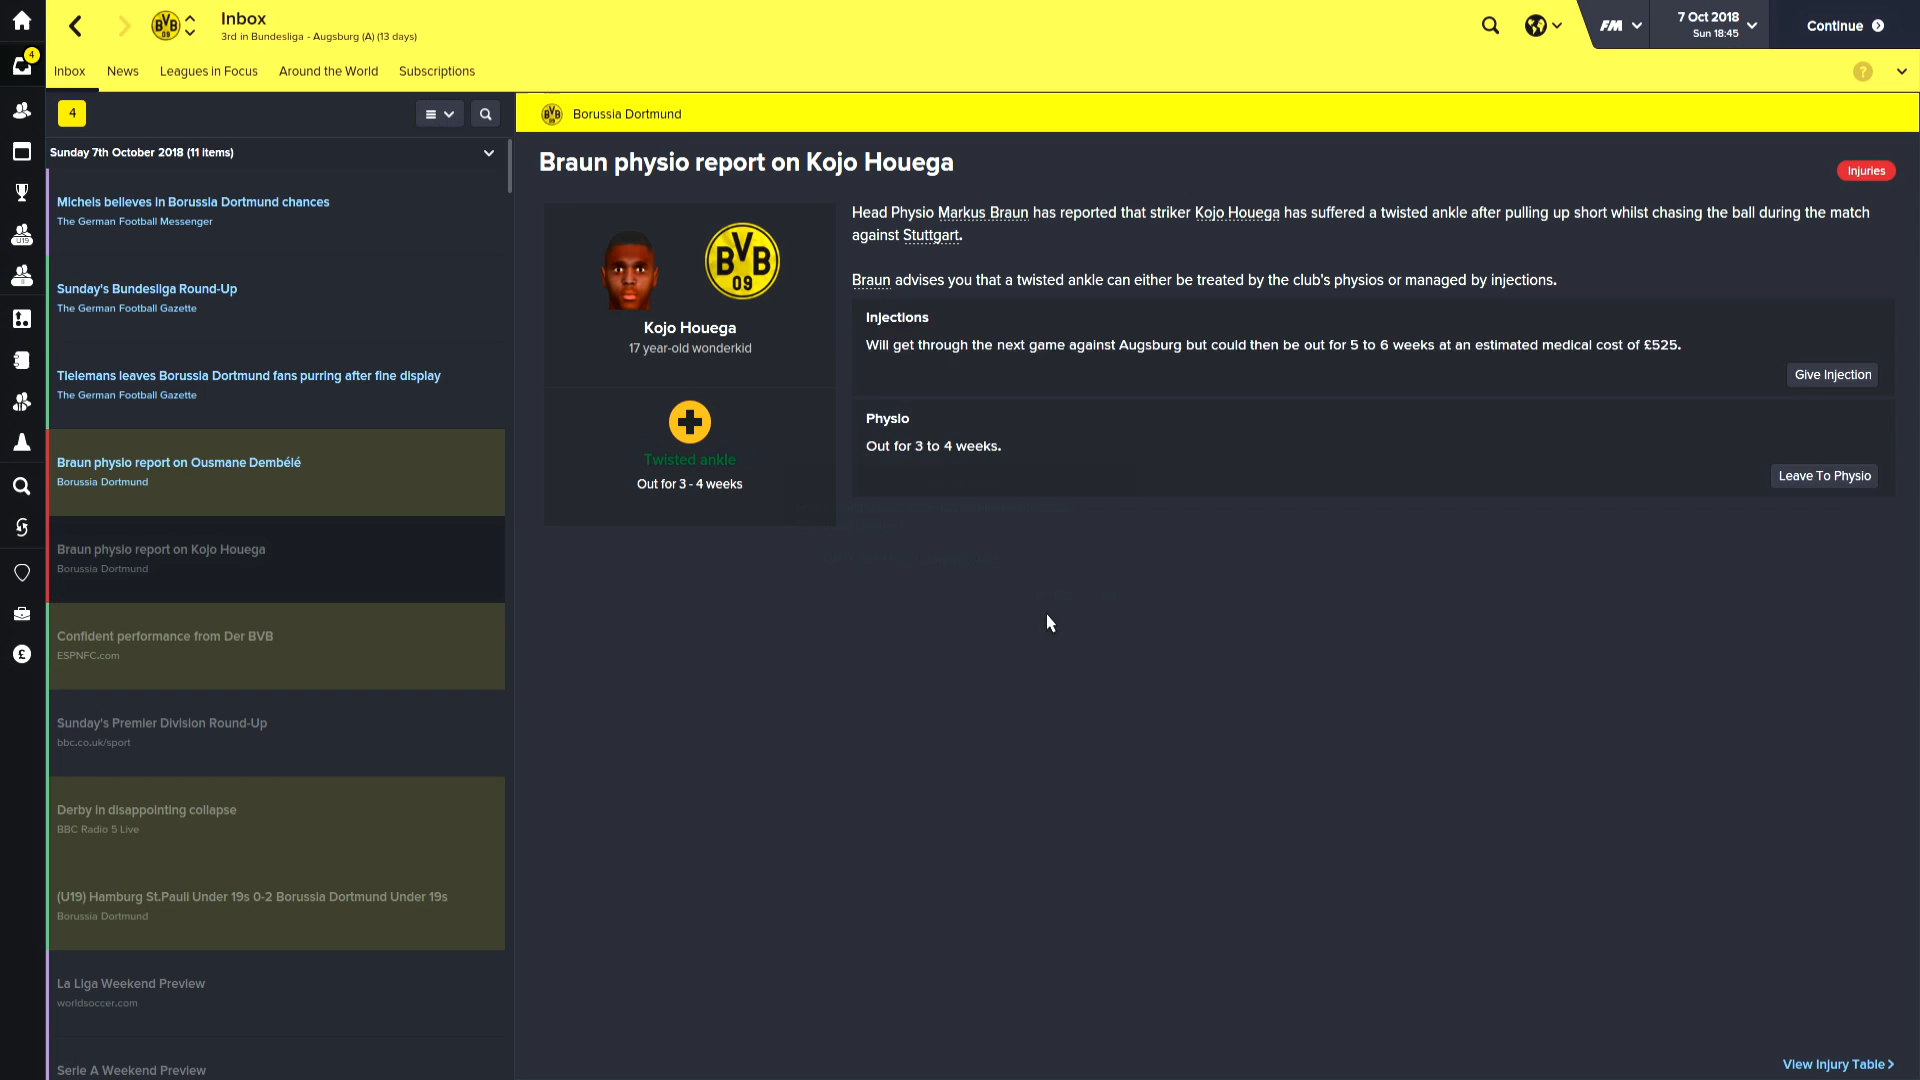 4
Inbox
3rd in Bundesliga - Augsburg (A) (13 days)
FM
7 Oct 2018
Sun 18:45
Continue
Inbox
News
Leagues in Focus
Around the World
Subscriptions
?
U19
4
Sunday 7th October 2018 (11 items)
Michels believes in Borussia Dortmund chances
The German Football Messenger
Sunday's Bundesliga Round-Up
The German Football Gazette
Tielemans leaves Borussia Dortmund fans purring after fine display
The German Football Gazette
Braun physio report on Ousmane Dembélé
Borussia Dortmund
Braun physio report on Kojo Houega
Borussia Dortmund
Confident performance from Der BVB
ESPNFC.com
Sunday's Premier Division Round-Up
bbc.co.uk/sport
Derby in disappointing collapse
BBC Radio 5 Live
(U19) Hamburg St.Pauli Under 19s 0-2 Borussia Dortmund Under 19s
Borussia Dortmund
La Liga Weekend Preview
worldsoccer.com
Serie A Weekend Preview
BVB 09
Borussia Dortmund
Braun physio report on Kojo Houega
Injuries
BVB
09
Kojo Houega
17 year-old wonderkid
Twisted ankle
Out for 3 - 4 weeks
Head Physio Markus Braun has reported that striker Kojo Houega has suffered a twisted ankle after pulling up short whilst chasing the ball during the match
against Stuttgart.
Braun advises you that a twisted ankle can either be treated by the club's physios or managed by injections.
Injections
Will get through the next game against Augsburg but could then be out for 5 to 6 weeks at an estimated medical cost of £525.
Give Injection
Physio
Out for 3 to 4 weeks.
Leave To Physio
View Injury Table >